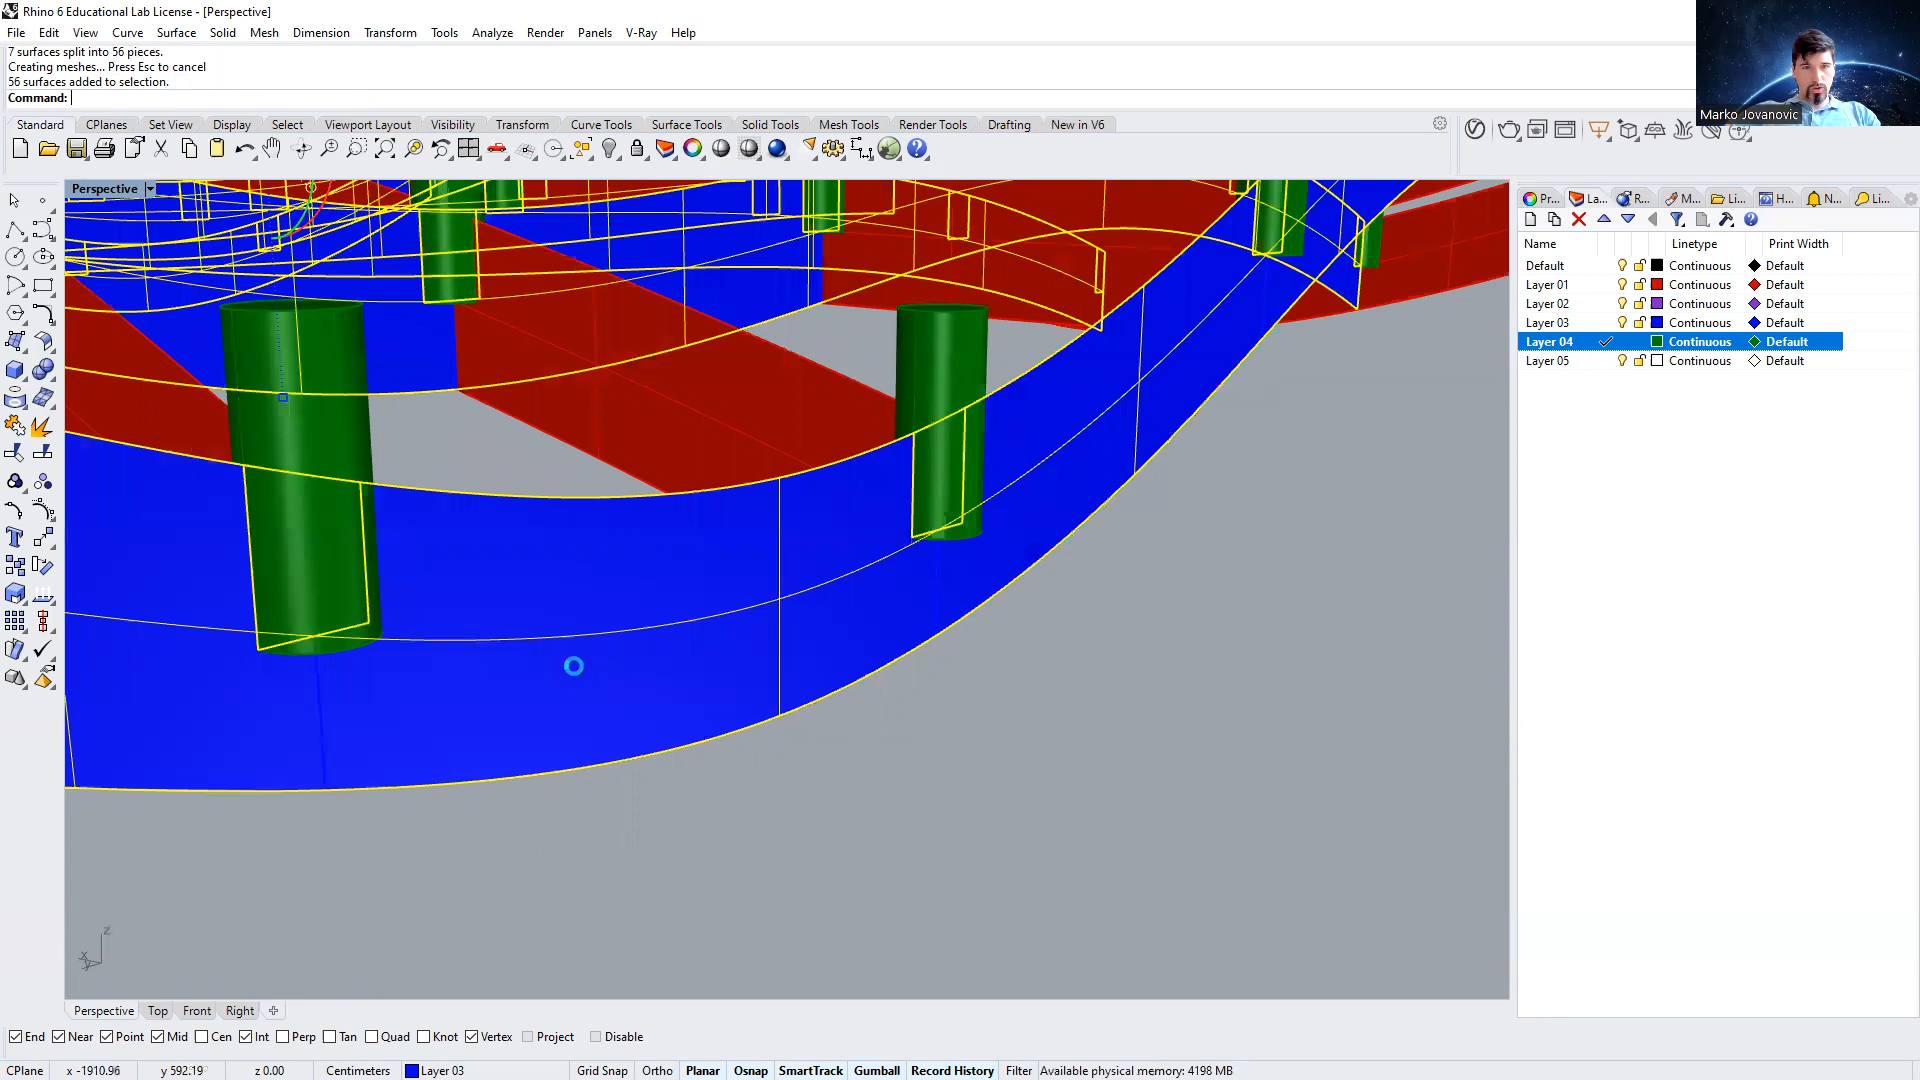 Rhino 6 Educational Lab License - [Perspective]
File Edit View Curve Surface Solid Mesh Dimension Transform Tools Analyze Render Panels V-Ray Help
7 surfaces split into 56 pieces.
Creating meshes... Press Esc to cancel
56 surfaces added to selection.
Command:
Marko Jovanovic
Standard CPlanes Set View Display Select Viewport Layout Visibility Transform Curve Tools Surface Tools Solid Tools Mesh Tools Render Tools Drafting New in V6
Perspective
Pr... La... R... M... Li... H... N... Li...
Name Linetype Print Width
Default Continuous Default
Layer 01 Continuous Default
Layer 02 Continuous Default
Layer 03 Continuous Default
Layer 04 Continuous Default
Layer 05 Continuous Default
z
x
y
Perspective Top Front Right
End Near Point Mid Cen Int Perp Tan Quad Knot Vertex Project Disable
CPlane x -1910.96 y 592.19 z 0.00 Centimeters Layer 03 Grid Snap Ortho Planar Osnap SmartTrack Gumball Record History Filter Available physical memory: 4198 MB